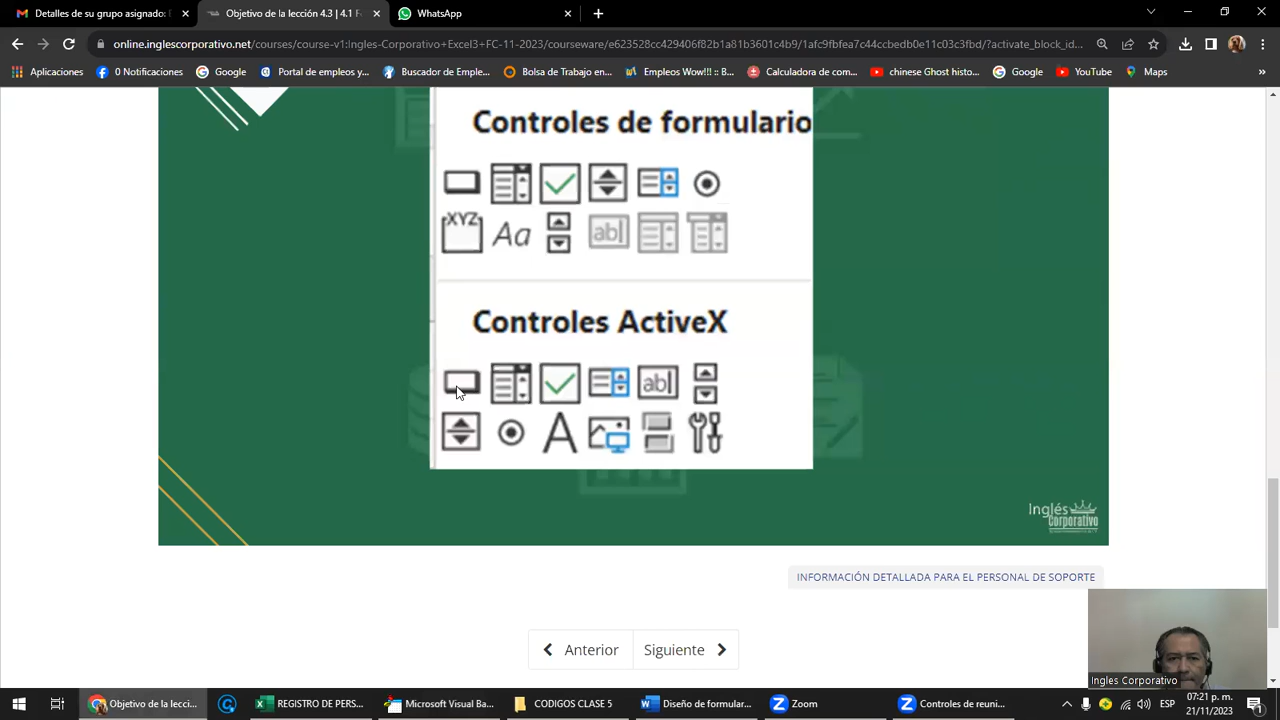 Detalles de su grupo asignado:
Objetivo de la lección 4.3 | 4.1 F
WhatsApp
online.inglescorporativo.net/courses/course-v1:Ingles-Corporativo+Excel3+FC-11-2023/courseware/e623528cc429406f82b1a81b3601c4b9/1afc9fbfea7c44ccbedb0e11c03c3fbd/?activate_block_id...
Aplicaciones
0 Notificaciones
Google
Portal de empleos y...
Buscador de Emple...
Bolsa de Trabajo en...
Empleos Wow!!! :: B...
Calculadora de com...
chinese Ghost histo...
Google
YouTube
Maps
»
Controles de formulario
XYZ
Aa
ab|
Controles ActiveX
ab|
A
Inglés
Corporativo
INFORMACIÓN DETALLADA PARA EL PERSONAL DE SOPORTE
Anterior
Siguiente
Ingles Corporativo
Objetivo de la lecci...
REGISTRO DE PERS...
Microsoft Visual Ba...
CODIGOS CLASE 5
Diseño de formular...
Zoom
Controles de reuni...
ESP
07:21 p. m.
21/11/2023